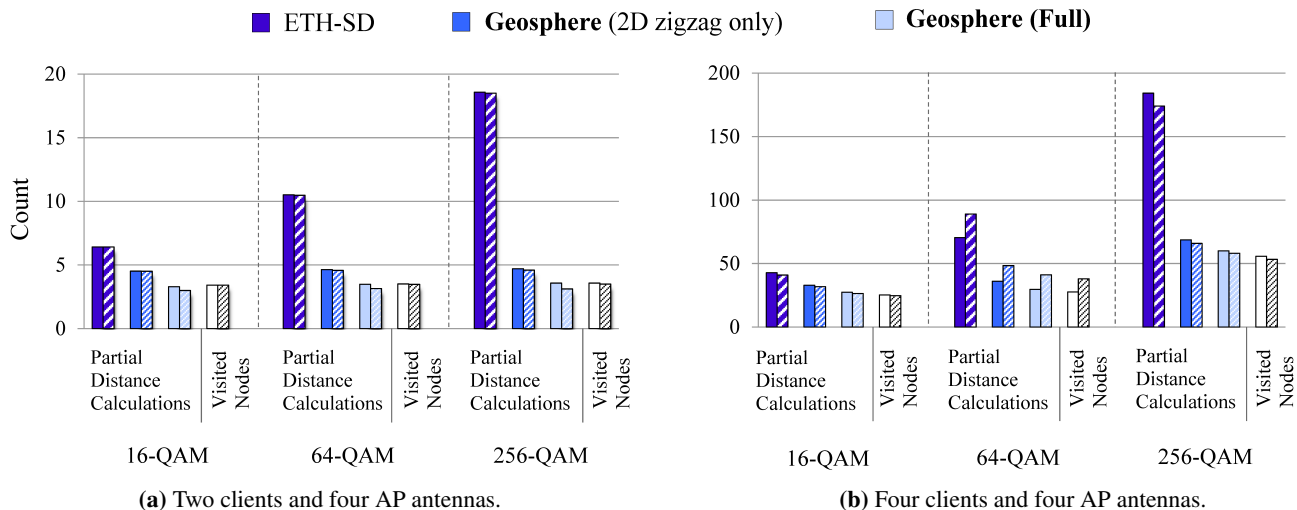 ETH-SD
Geosphere (2D zigzag only)
Geosphere (Full)
Count
20
15
10
5
0
Partial
Distance
Calculations
Visited
Nodes
Partial
Distance
Calculations
Visited
Nodes
Partial
Distance
Calculations
Visited
Nodes
16-QAM
64-QAM
256-QAM
(a) Two clients and four AP antennas.
200
150
100
50
0
Partial
Distance
Calculations
Visited
Nodes
Partial
Distance
Calculations
Visited
Nodes
Partial
Distance
Calculations
Visited
Nodes
16-QAM
64-QAM
256-QAM
(b) Four clients and four AP antennas.